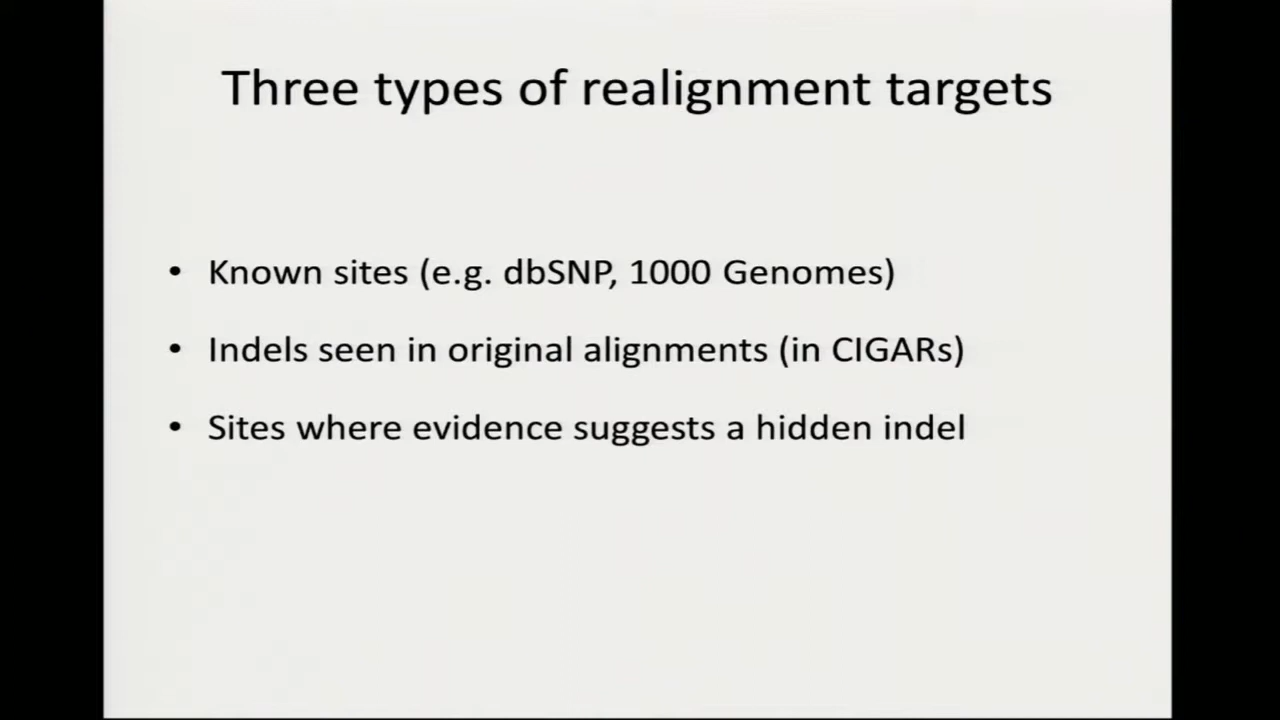 Three types of realignment targets
• Known sites (e.g. dbSNP, 1000 Genomes)
• Indels seen in original alignments (in CIGARs)
• Sites where evidence suggests a hidden indel